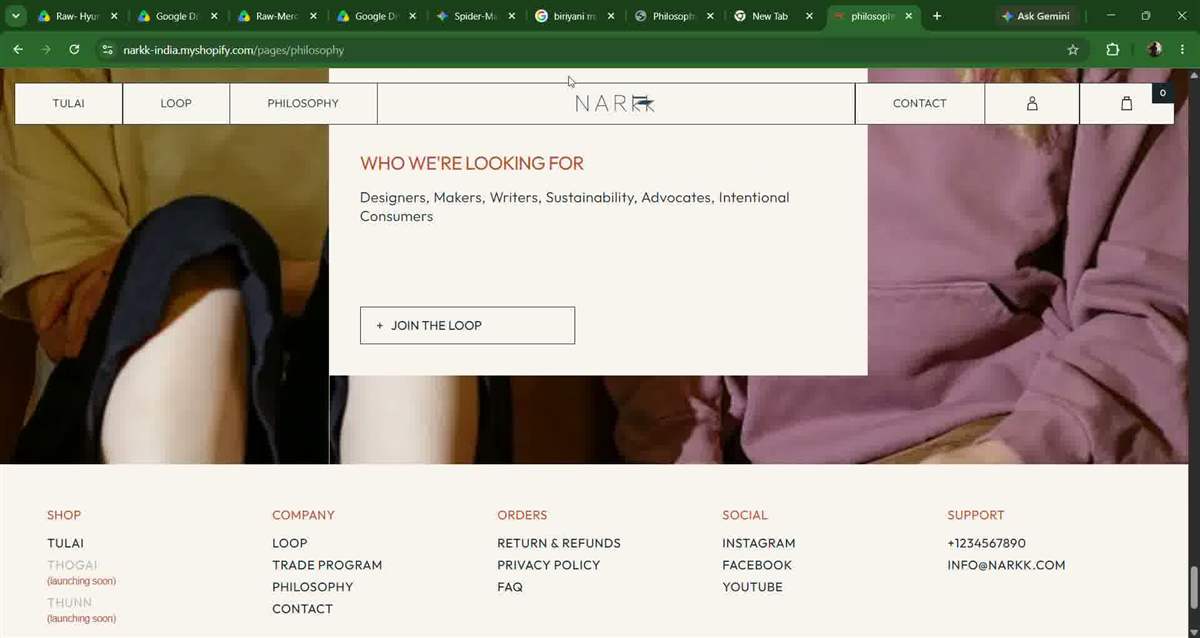 Raw- Hyu
Google D
Raw-Merc
Google Dr
Spider-Ma
biriyani m
Philosoph
New Tab
philosoph
Ask Gemini
narkk-india.myshopify.com/pages/philosophy
TULAI
LOOP
PHILOSOPHY
NARKK
CONTACT
0
WHO WE'RE LOOKING FOR
Designers, Makers, Writers, Sustainability, Advocates, Intentional
Consumers
+ JOIN THE LOOP
SHOP
TULAI
THOGAI
(launching soon)
THUNN
(launching soon)
COMPANY
LOOP
TRADE PROGRAM
PHILOSOPHY
CONTACT
ORDERS
RETURN & REFUNDS
PRIVACY POLICY
FAQ
SOCIAL
INSTAGRAM
FACEBOOK
YOUTUBE
SUPPORT
+1234567890
INFO@NARKK.COM